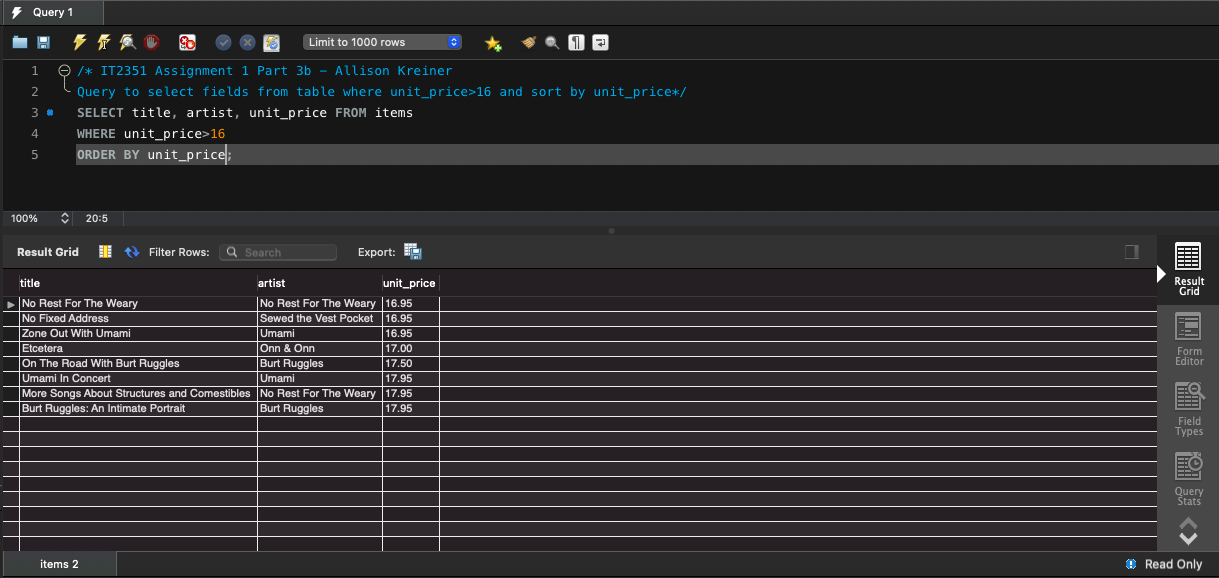 Query 1
Limit to 1000 rows
1 /* IT2351 Assignment 1 Part 3b - Allison Kreiner
2 Query to select fields from table where unit_price>16 and sort by unit_price*/
3 SELECT title, artist, unit_price FROM items
4 WHERE unit_price>16
5 ORDER BY unit_price;
100% 20:5
Result Grid Filter Rows: Search Export:
title artist unit_price
No Rest For The Weary No Rest For The Weary 16.95
No Fixed Address Sewed the Vest Pocket 16.95
Zone Out With Umami Umami 16.95
Etcetera Onn & Onn 17.00
On The Road With Burt Ruggles Burt Ruggles 17.50
Umami In Concert Umami 17.95
More Songs About Structures and Comestibles No Rest For The Weary 17.95
Burt Ruggles: An Intimate Portrait Burt Ruggles 17.95
Result
Grid
Form
Editor
Field
Types
Query
Stats
items 2 Read Only